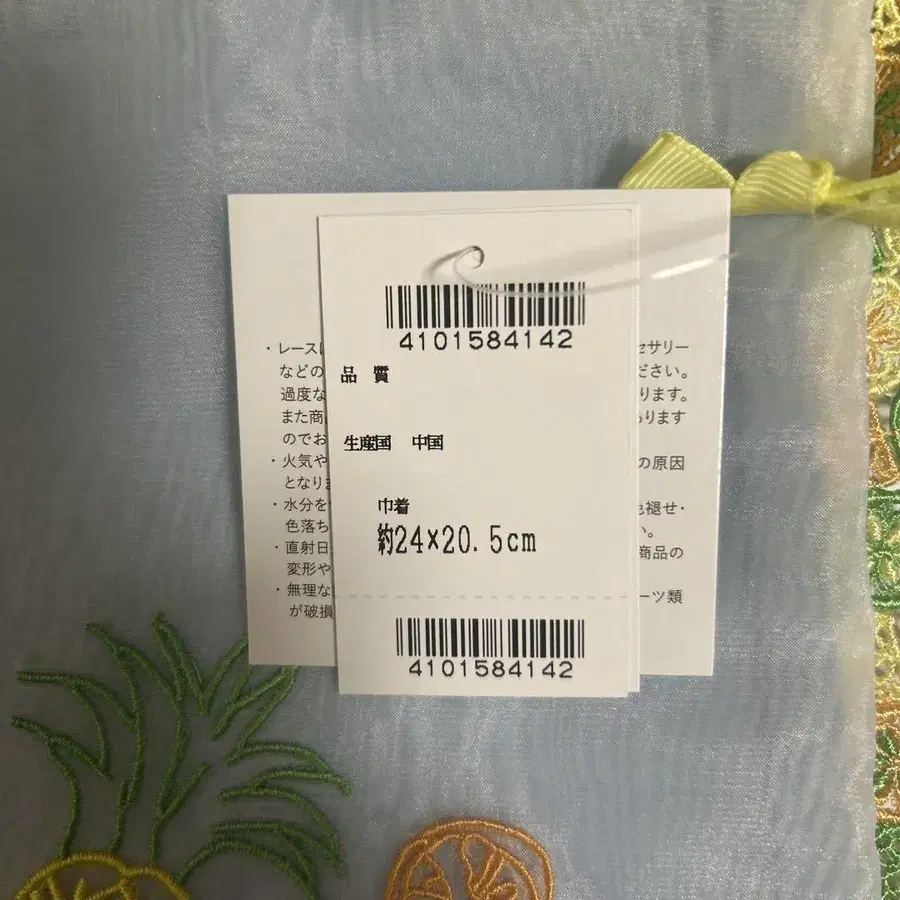 4101584142
品 質
生産国 中国
巾着
約24×20.5cm
4101584142
・レース
セサリー
などの
ださい。
過度な
ります。
また商
あります
のでお
・火気や
の原因
となりま
・水分を
色褪せ・
色落ち
い。
・直射日
商品の
変形や
・無理な
ーツ類
が破損